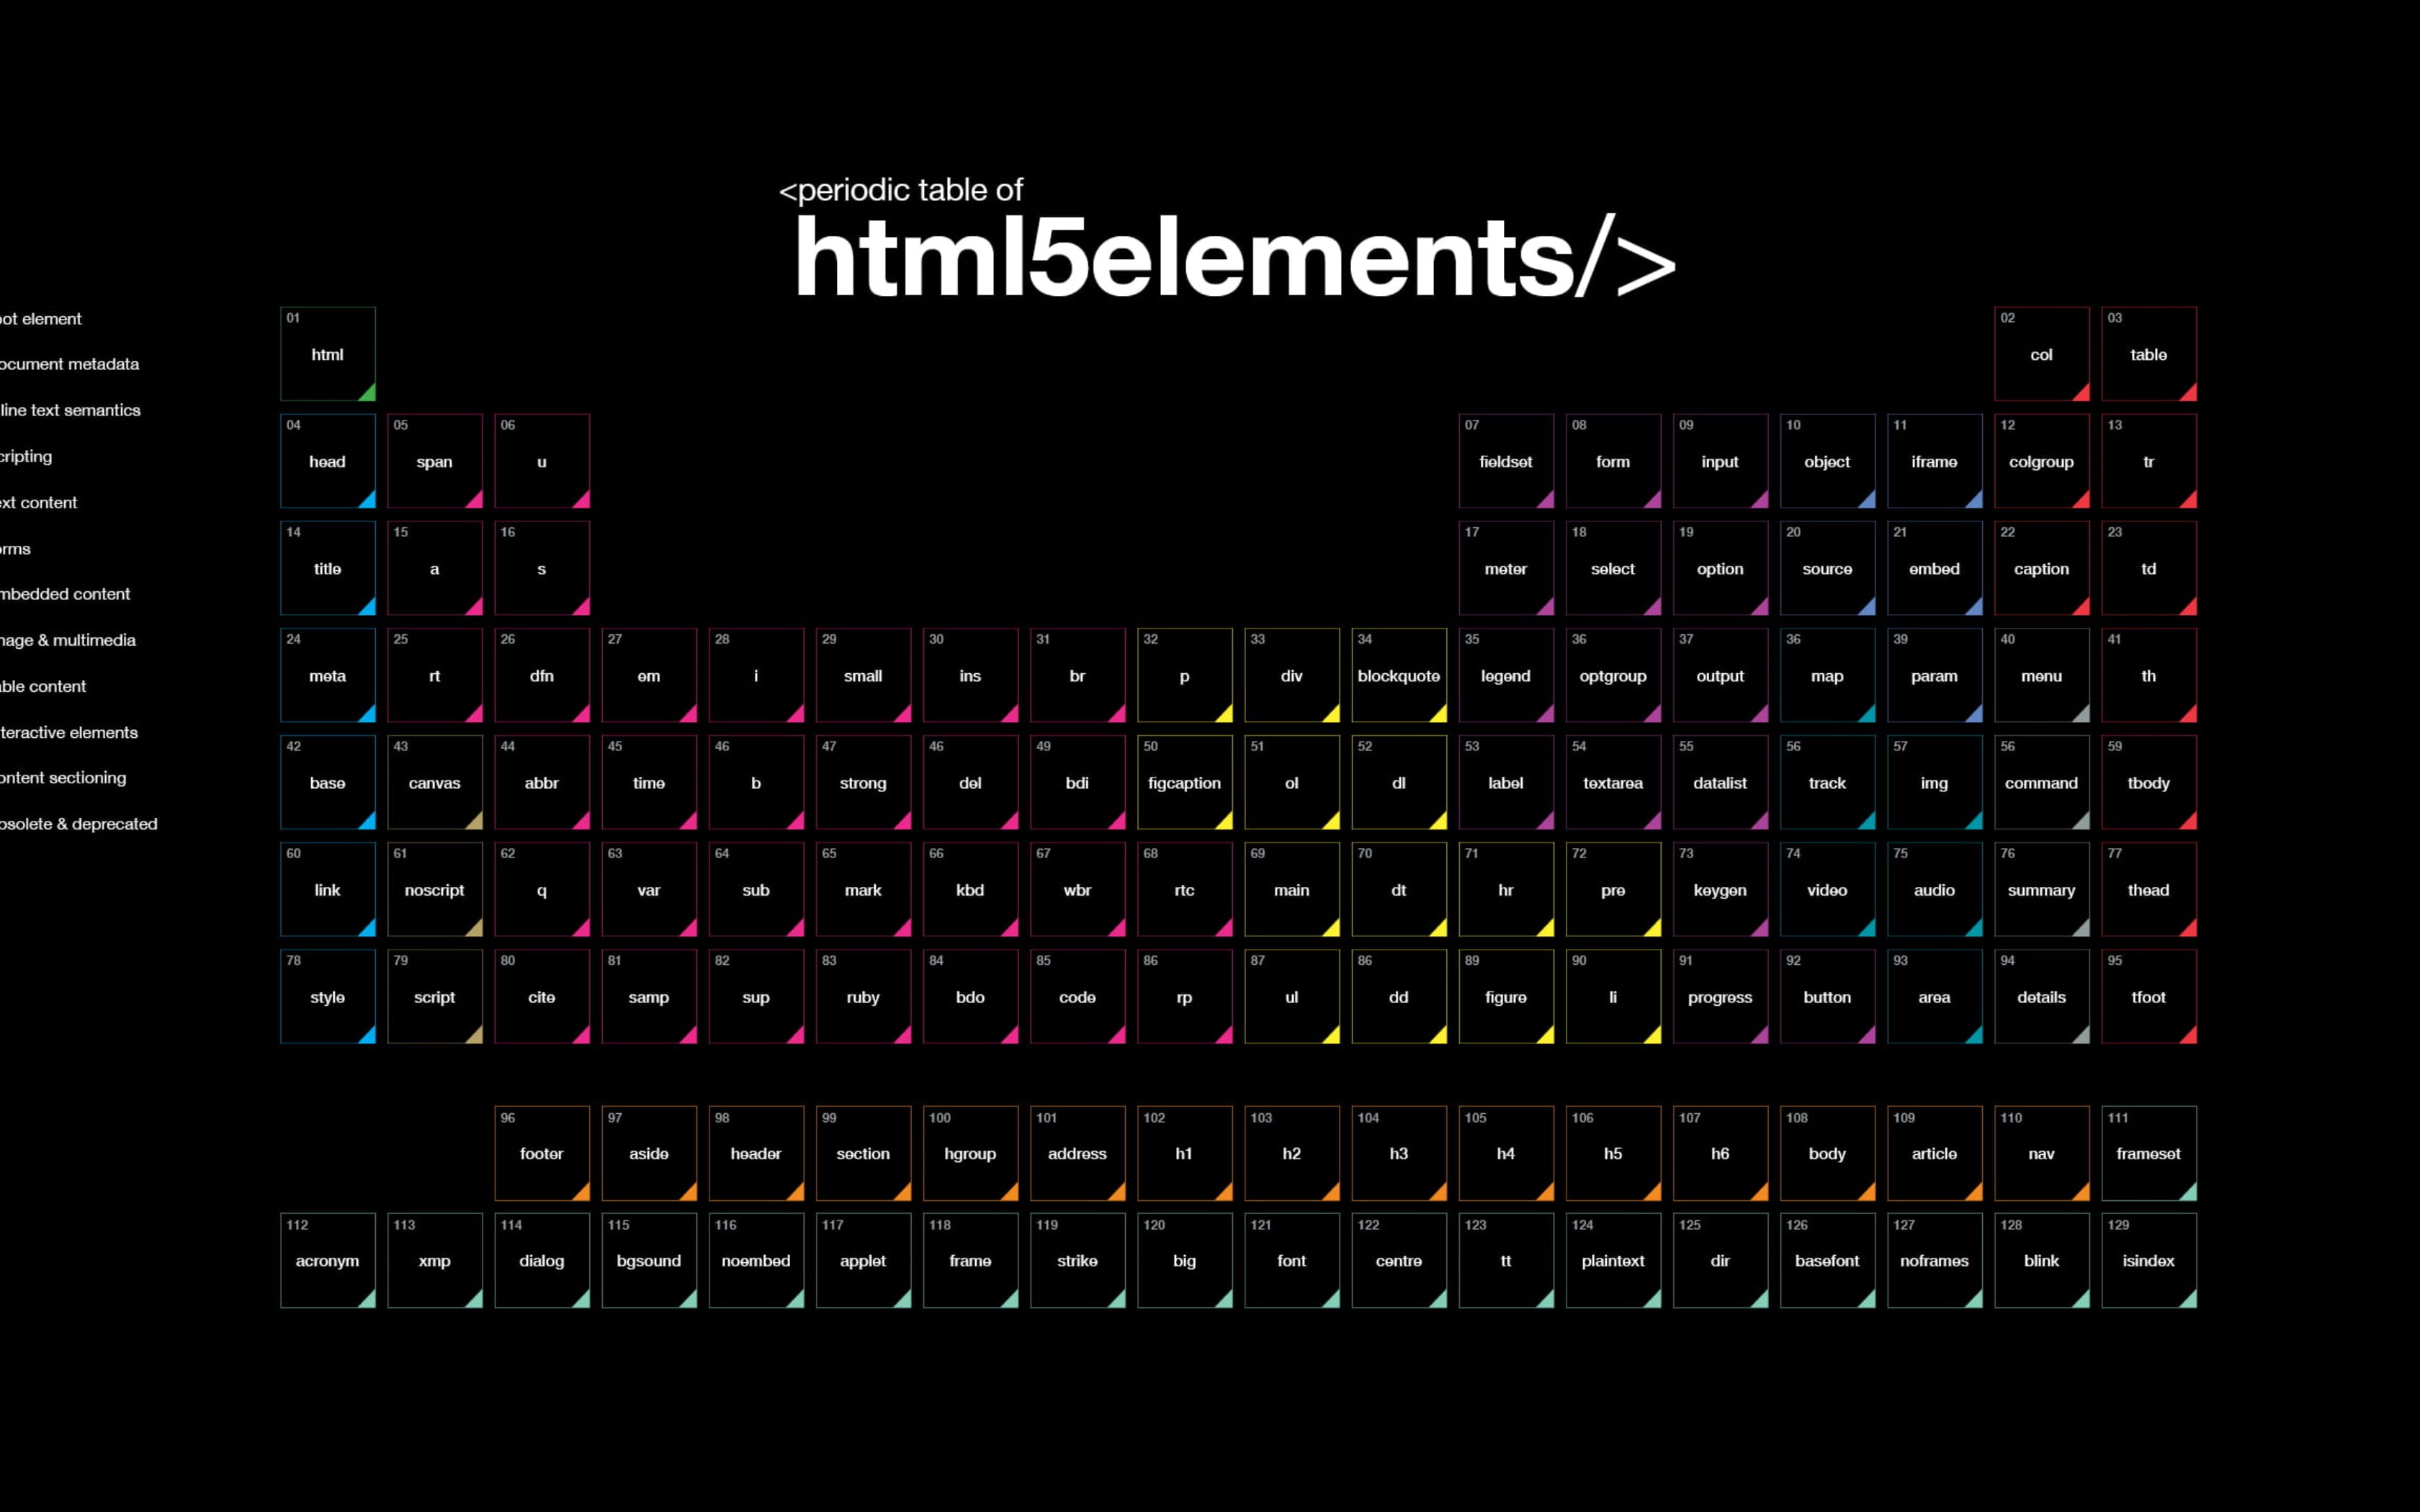 <periodic table of
html5elements/>
oot element
ocument metadata
line text semantics
cripting
ext content
orms
mbedded content
nage & multimedia
able content
teractive elements
ontent sectioning
osolete & deprecated
01 02 03
html col table
04 05 06 07 08 09 10 11 12 13
head span u fieldset form input object iframe colgroup tr
14 15 16 17 18 19 20 21 22 23
title a s meter select option source embed caption td
24 25 26 27 28 29 30 31 32 33 34 35 36 37 36 39 40 41
meta rt dfn em i small ins br p div blockquote legend optgroup output map param menu th
42 43 44 45 46 47 46 49 50 51 52 53 54 55 56 57 56 59
base canvas abbr time b strong del bdi figcaption ol dl label textarea datalist track img command tbody
60 61 62 63 64 65 66 67 68 69 70 71 72 73 74 75 76 77
link noscript q var sub mark kbd wbr rtc main dt hr pre keygen video audio summary thead
78 79 80 81 82 83 84 85 86 87 86 89 90 91 92 93 94 95
style script cite samp sup ruby bdo code rp ul dd figure li progress button area details tfoot
96 97 98 99 100 101 102 103 104 105 106 107 108 109 110 111
footer aside header section hgroup address h1 h2 h3 h4 h5 h6 body article nav frameset
112 113 114 115 116 117 118 119 120 121 122 123 124 125 126 127 128 129
acronym xmp dialog bgsound noembed applet frame strike big font centre tt plaintext dir basefont noframes blink isindex